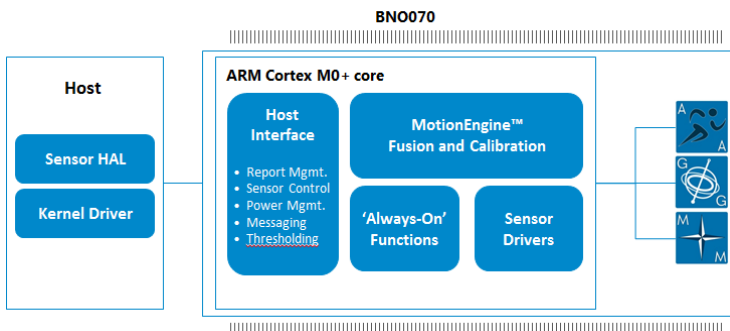 BNO070
Host
Sensor HAL
Kernel Driver
ARM Cortex M0+ core
Host
Interface
• Report Mgmt.
• Sensor Control
• Power Mgmt.
• Messaging
• Thresholding
MotionEngine™
Fusion and Calibration
‘Always-On’
Functions
Sensor
Drivers
A
A
G
G
M
M